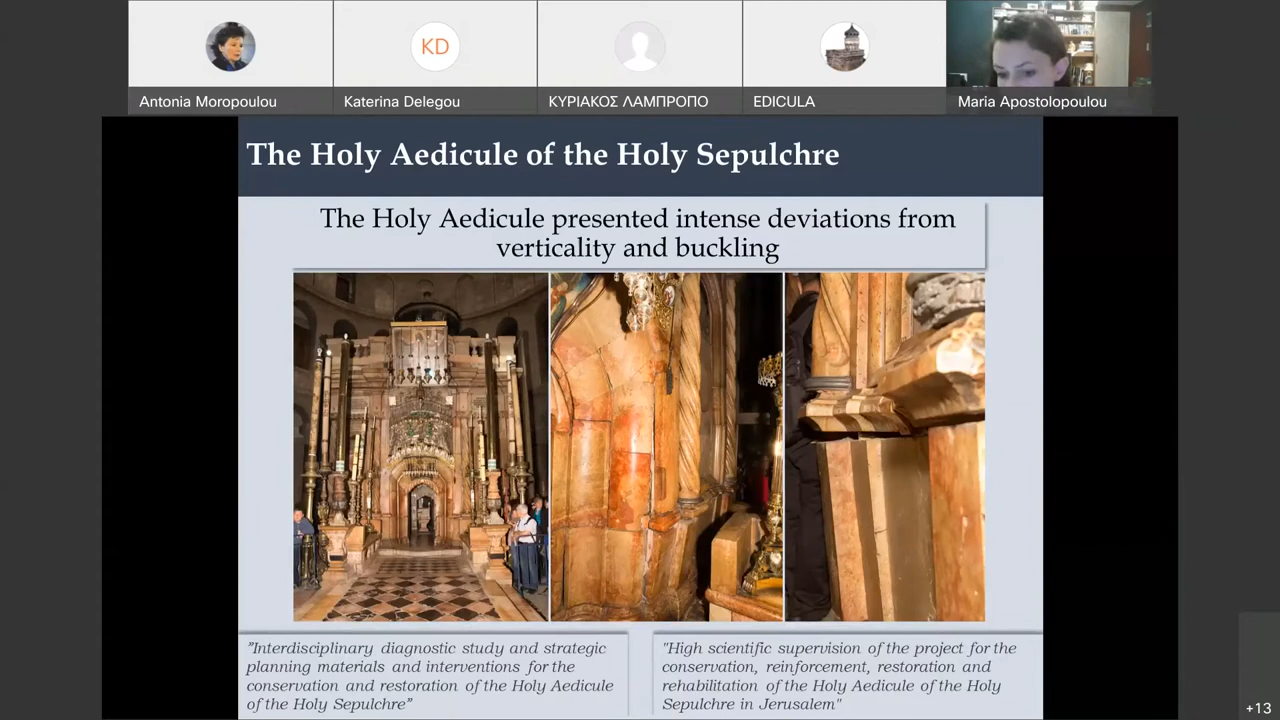 KD
Antonia Moropoulou
Katerina Delegou
ΚΥΡΙΑΚΟΣ ΛΑΜΠΡΟΠΟ
EDICULA
Maria Apostolopoulou
The Holy Aedicule of the Holy Sepulchre
The Holy Aedicule presented intense deviations from
verticality and buckling
”Interdisciplinary diagnostic study and strategic
planning materials and interventions for the
conservation and restoration of the Holy Aedicule
of the Holy Sepulchre”
"High scientific supervision of the project for the
conservation, reinforcement, restoration and
rehabilitation of the Holy Aedicule of the Holy
Sepulchre in Jerusalem"
+13